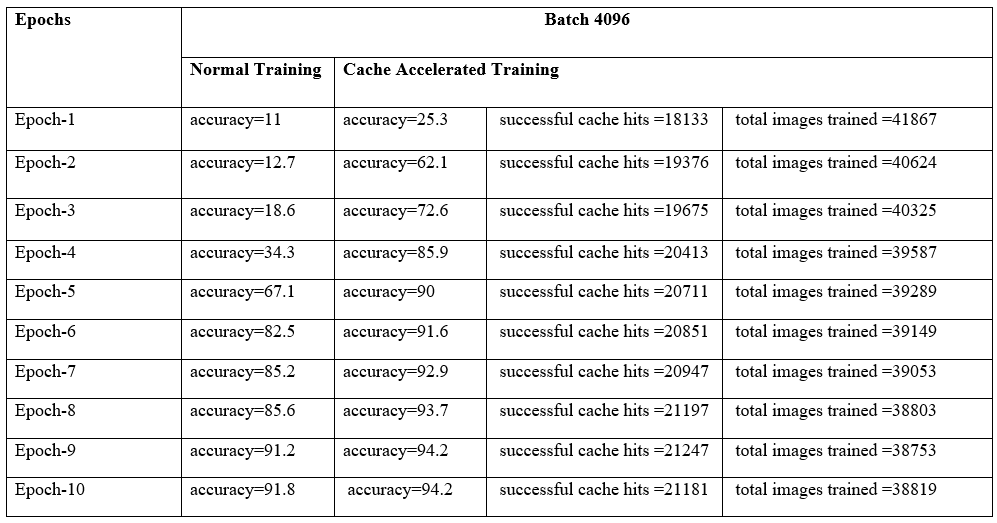 Epochs Batch 4096
Normal Training Cache Accelerated Training
Epoch-1 accuracy=11 accuracy=25.3 successful cache hits =18133 total images trained =41867
Epoch-2 accuracy=12.7 accuracy=62.1 successful cache hits =19376 total images trained =40624
Epoch-3 accuracy=18.6 accuracy=72.6 successful cache hits =19675 total images trained =40325
Epoch-4 accuracy=34.3 accuracy=85.9 successful cache hits =20413 total images trained =39587
Epoch-5 accuracy=67.1 accuracy=90 successful cache hits =20711 total images trained =39289
Epoch-6 accuracy=82.5 accuracy=91.6 successful cache hits =20851 total images trained =39149
Epoch-7 accuracy=85.2 accuracy=92.9 successful cache hits =20947 total images trained =39053
Epoch-8 accuracy=85.6 accuracy=93.7 successful cache hits =21197 total images trained =38803
Epoch-9 accuracy=91.2 accuracy=94.2 successful cache hits =21247 total images trained =38753
Epoch-10 accuracy=91.8 accuracy=94.2 successful cache hits =21181 total images trained =38819